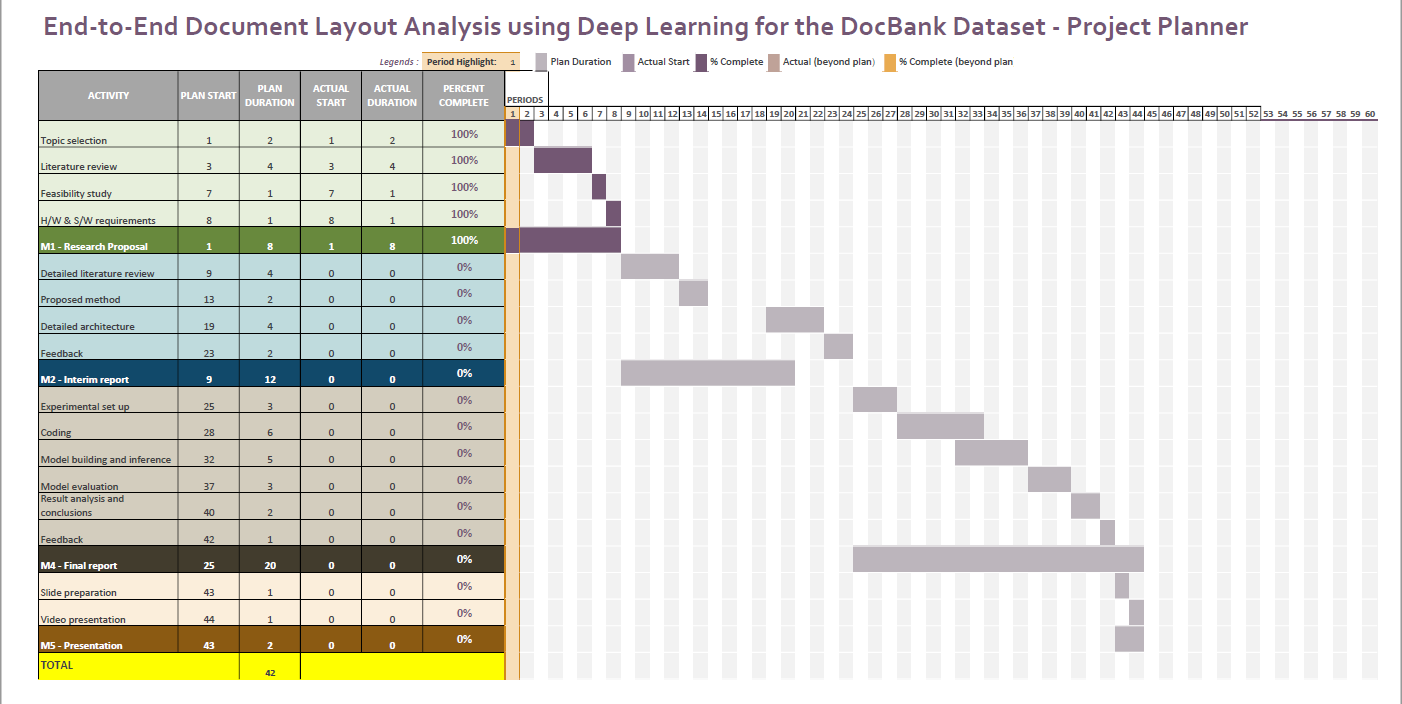 End-to-End Document Layout Analysis using Deep Learning for the DocBank Dataset - Project Planner
Legends : Period Highlight: 1 Plan Duration Actual Start % Complete Actual (beyond plan) % Complete (beyond plan
ACTIVITY PLAN START PLAN DURATION ACTUAL START ACTUAL DURATION PERCENT COMPLETE PERIODS
1 2 3 4 5 6 7 8 9 10 11 12 13 14 15 16 17 18 19 20 21 22 23 24 25 26 27 28 29 30 31 32 33 34 35 36 37 38 39 40 41 42 43 44 45 46 47 48 49 50 51 52 53 54 55 56 57 58 59 60
Topic selection 1 2 1 2 100%
Literature review 3 4 3 4 100%
Feasibility study 7 1 7 1 100%
H/W & S/W requirements 8 1 8 1 100%
M1 - Research Proposal 1 8 1 8 100%
Detailed literature review 9 4 0 0 0%
Proposed method 13 2 0 0 0%
Detailed architecture 19 4 0 0 0%
Feedback 23 2 0 0 0%
M2 - Interim report 9 12 0 0 0%
Experimental set up 25 3 0 0 0%
Coding 28 6 0 0 0%
Model building and inference 32 5 0 0 0%
Model evaluation 37 3 0 0 0%
Result analysis and
conclusions 40 2 0 0 0%
Feedback 42 1 0 0 0%
M4 - Final report 25 20 0 0 0%
Slide preparation 43 1 0 0 0%
Video presentation 44 1 0 0 0%
M5 - Presentation 43 2 0 0 0%
TOTAL 42